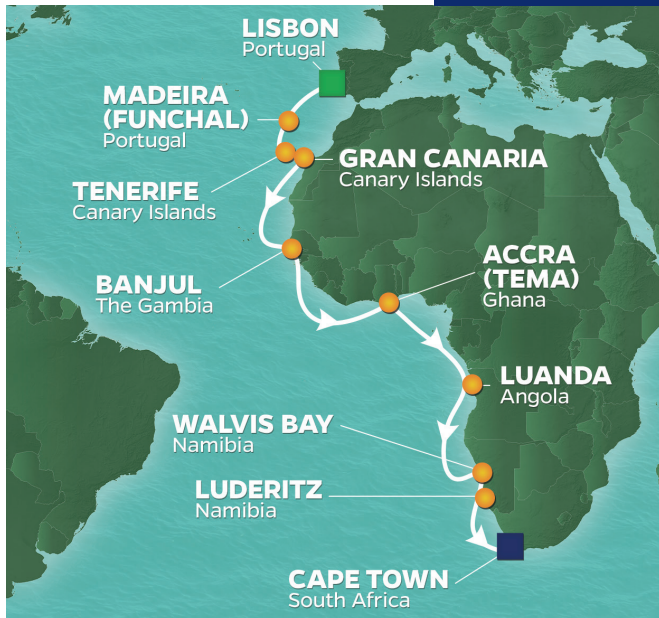 LISBON
Portugal
MADEIRA
(FUNCHAL)
Portugal
GRAN CANARIA
Canary Islands
TENERIFE
Canary Islands
ACCRA
(TEMA)
Ghana
BANJUL
The Gambia
LUANDA
Angola
WALVIS BAY
Namibia
LUDERITZ
Namibia
CAPE TOWN
South Africa